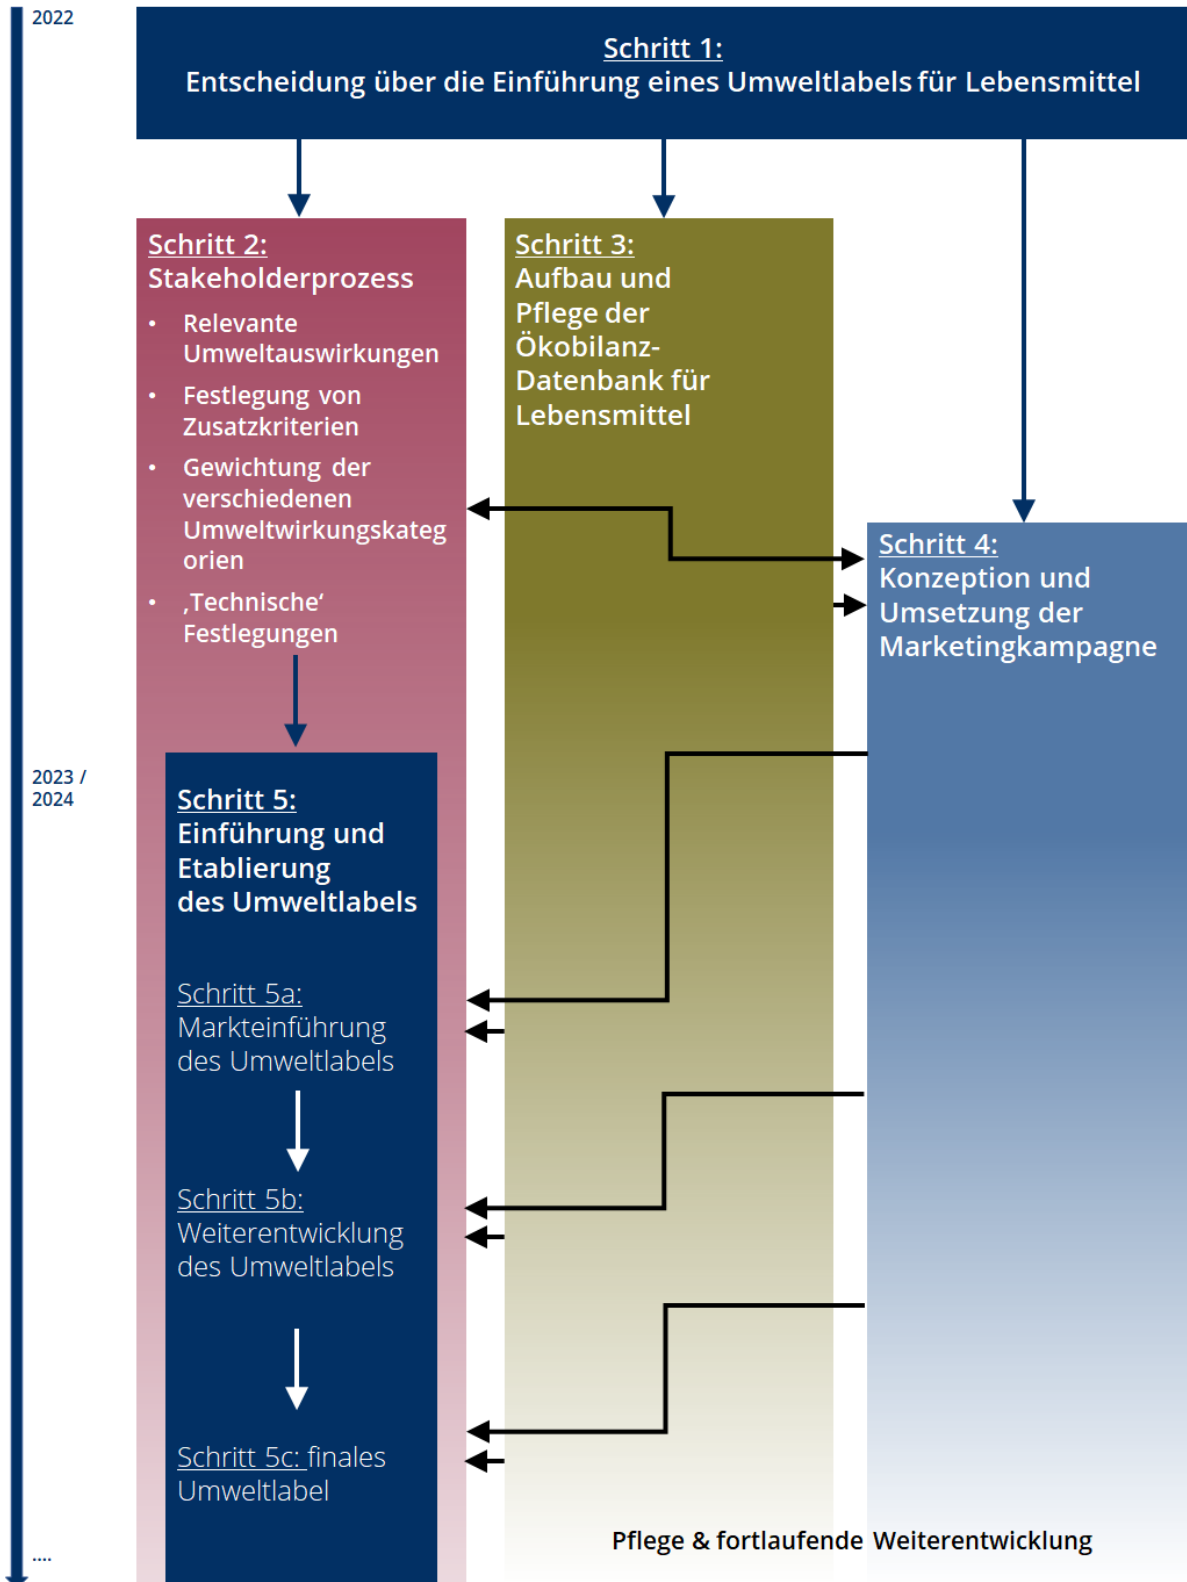 2022
Schritt 1:
Entscheidung über die Einführung eines Umweltlabels für Lebensmittel
Schritt 2:
Stakeholderprozess
• Relevante
Umweltauswirkungen
• Festlegung von
Zusatzkriterien
• Gewichtung der
verschiedenen
Umweltwirkungskateg
orien
• ‚Technische‘
Festlegungen
Schritt 3:
Aufbau und
Pflege der
Ökobilanz-
Datenbank für
Lebensmittel
Schritt 4:
Konzeption und
Umsetzung der
Marketingkampagne
2023 /
2024
Schritt 5:
Einführung und
Etablierung
des Umweltlabels
Schritt 5a:
Markteinführung
des Umweltlabels
Schritt 5b:
Weiterentwicklung
des Umweltlabels
Schritt 5c: finales
Umweltlabel
Pflege & fortlaufende Weiterentwicklung
....